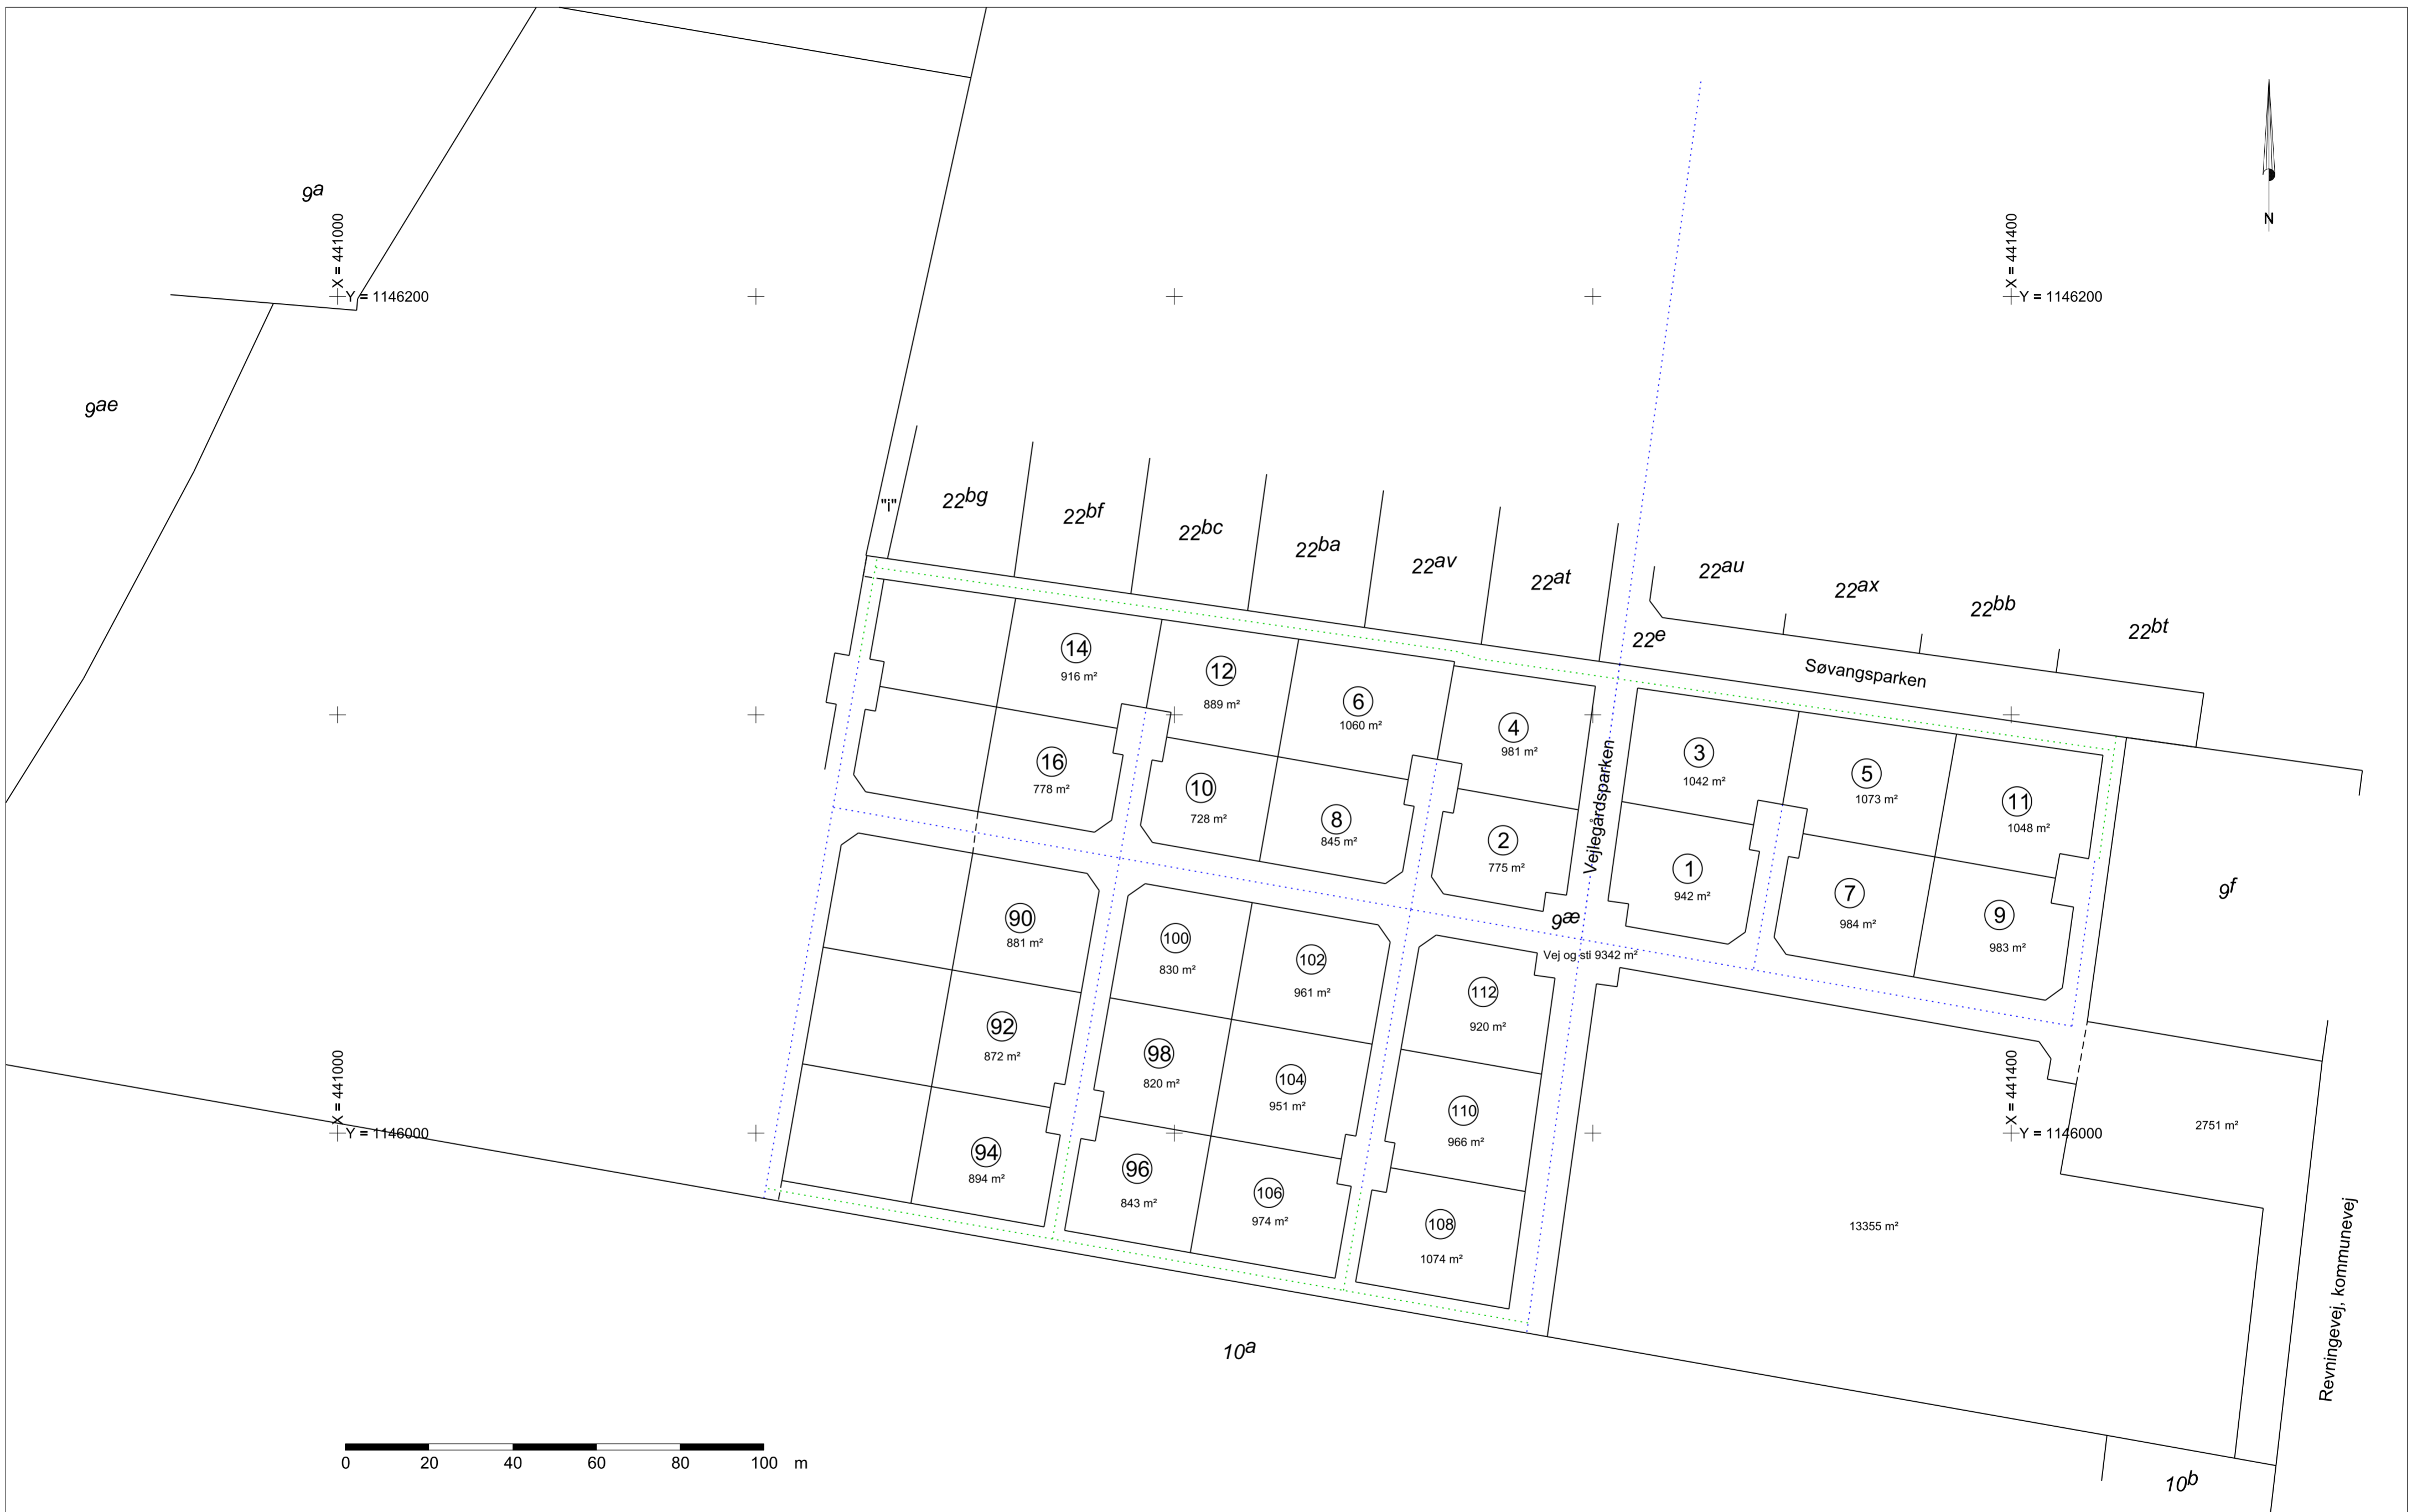 9a
X = 441000
Y = 1146200
X = 441400
Y = 1146200
N
9ae
"i"
22bg
22bf
22bc
22ba
22av
22at
22au
22ax
22bb
22bt
22e
Søvangsparken
14
916 m²
12
889 m²
6
1060 m²
4
981 m²
3
1042 m²
5
1073 m²
11
1048 m²
16
778 m²
10
728 m²
8
845 m²
2
775 m²
Vejlegårdsparken
1
942 m²
7
984 m²
9
983 m²
9f
9æ
Vej og sti 9342 m²
90
881 m²
100
830 m²
102
961 m²
112
920 m²
92
872 m²
98
820 m²
104
951 m²
110
966 m²
X = 441000
Y = 1146000
X = 441400
Y = 1146000
2751 m²
94
894 m²
96
843 m²
106
974 m²
108
1074 m²
13355 m²
Revningevej, kommunevej
10a
10b
0 20 40 60 80 100 m